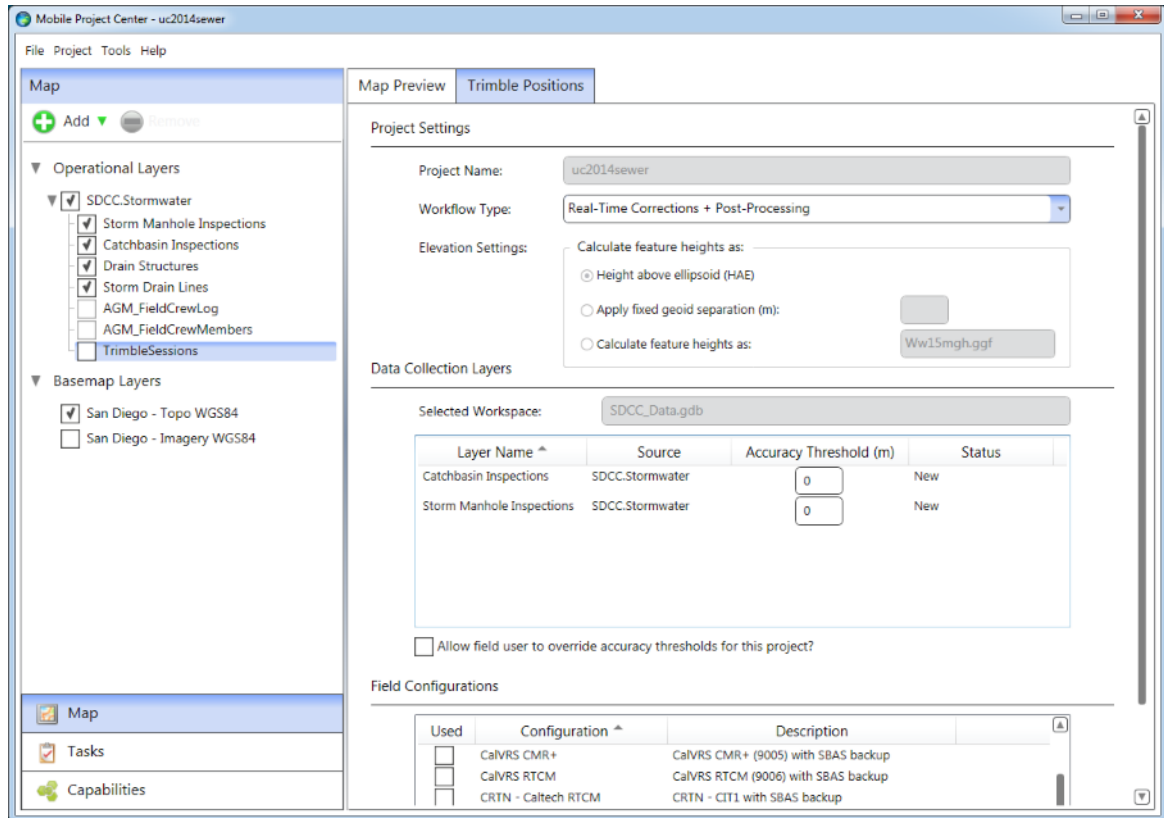 Mobile Project Center - uc2014sewer
File Project Tools Help
Map
Add Remove
Operational Layers
SDCC.Stormwater
Storm Manhole Inspections
Catchbasin Inspections
Drain Structures
Storm Drain Lines
AGM_FieldCrewLog
AGM_FieldCrewMembers
TrimbleSessions
Basemap Layers
San Diego - Topo WGS84
San Diego - Imagery WGS84
Map
Tasks
Capabilities
Map Preview Trimble Positions
Project Settings
Project Name: uc2014sewer
Workflow Type: Real-Time Corrections + Post-Processing
Elevation Settings: Calculate feature heights as:
Height above ellipsoid (HAE)
Apply fixed geoid separation (m):
Calculate feature heights as: Ww15mgh.ggf
Data Collection Layers
Selected Workspace: SDCC_Data.gdb
Layer Name Source Accuracy Threshold (m) Status
Catchbasin Inspections SDCC.Stormwater 0 New
Storm Manhole Inspections SDCC.Stormwater 0 New
Allow field user to override accuracy thresholds for this project?
Field Configurations
Used Configuration Description
CalVRS CMR+ CalVRS CMR+ (9005) with SBAS backup
CalVRS RTCM CalVRS RTCM (9006) with SBAS backup
CRTN - Caltech RTCM CRTN - CIT1 with SBAS backup